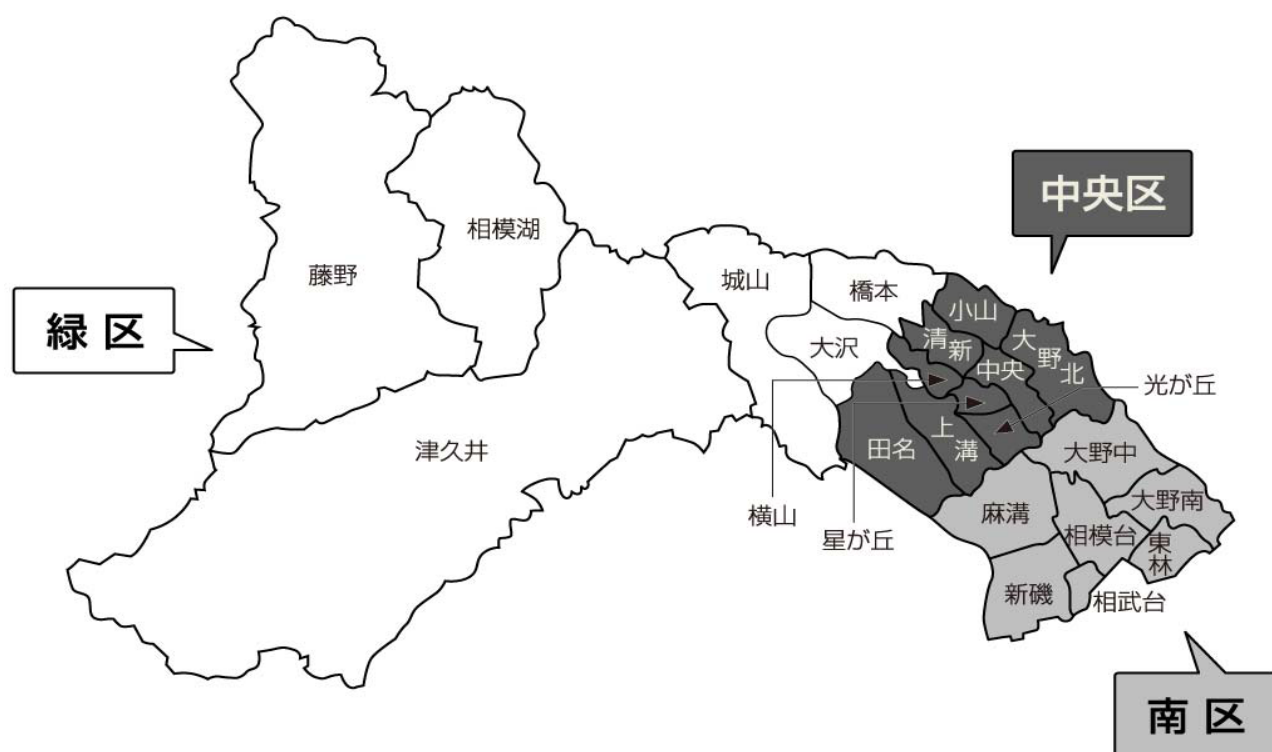 中央区
相模湖
城山
橋本
藤野
小山
緑区
清新
大野北
大沢
中央
光が丘
津久井
田名
上溝
大野中
横山
星が丘
麻溝
大野南
相模台
東林
新磯
相武台
南区